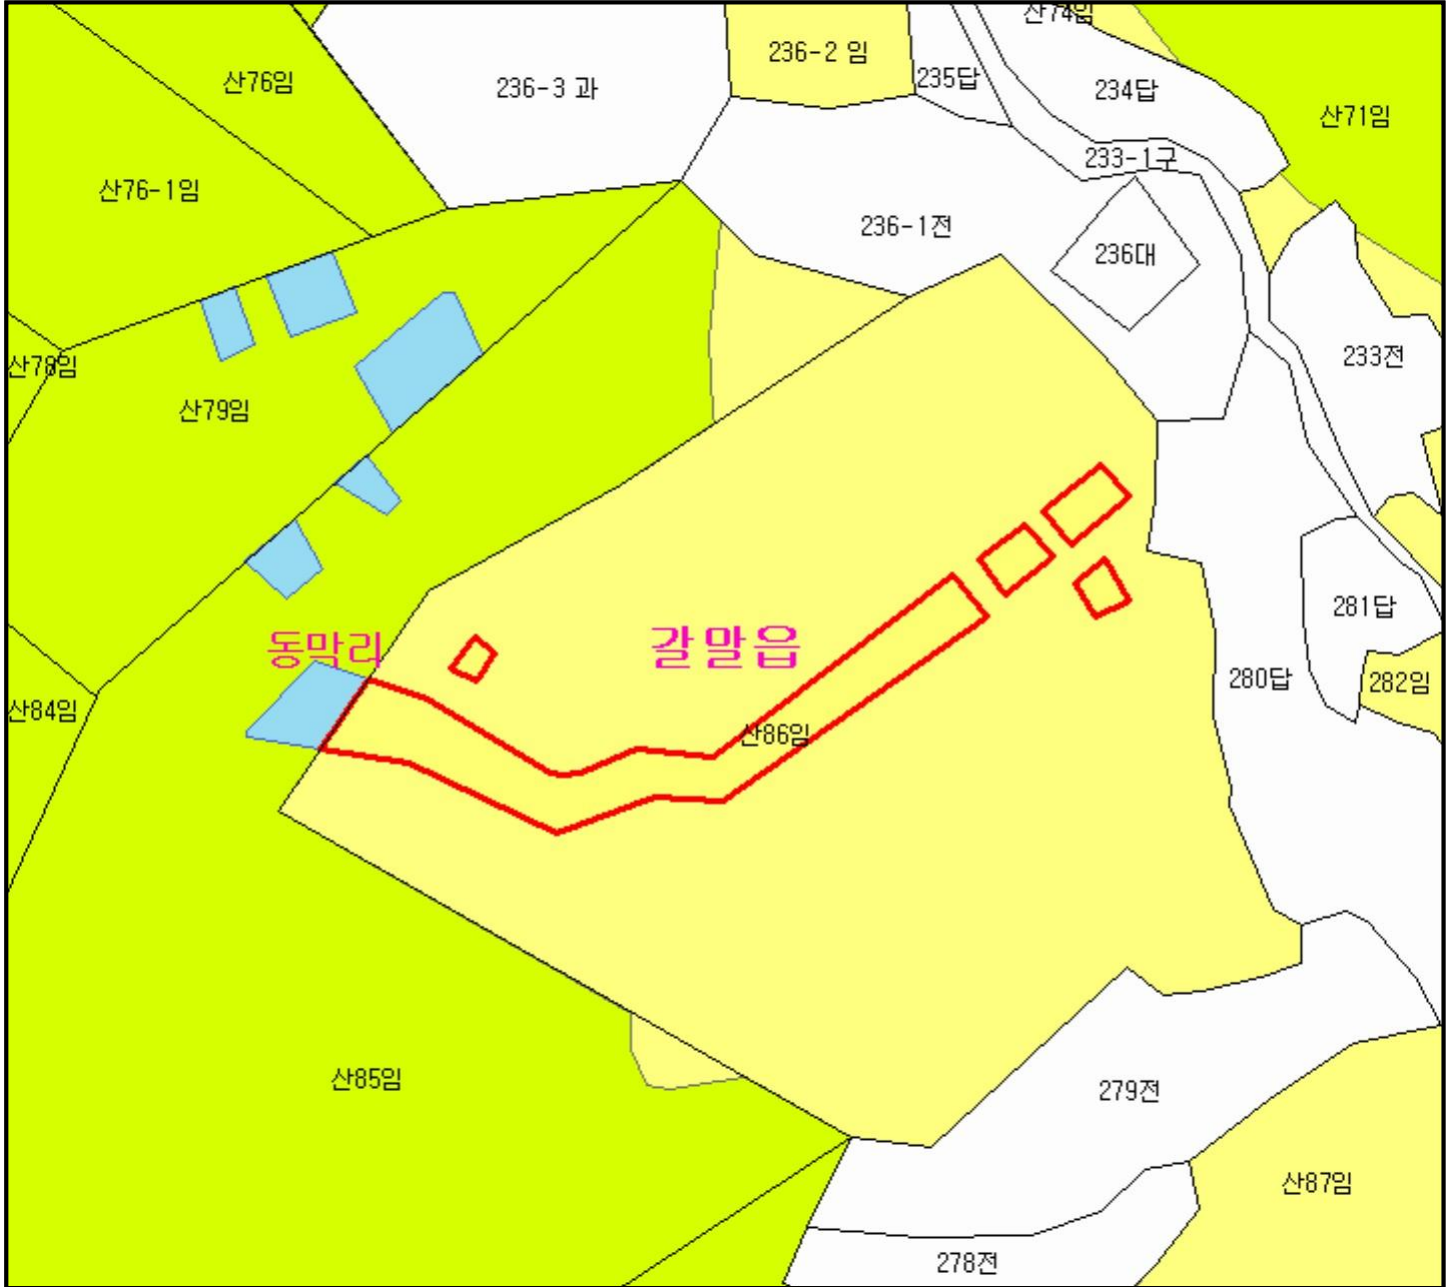 산74임
236-2 임
산76임
235답
236-3 과
234답
산71임
233-1구
산76-1임
236-1전
236대
233전
산78임
산79임
281답
동막리
갈말읍
280답
282임
산84임
산86임
산85임
279전
산87임
278전